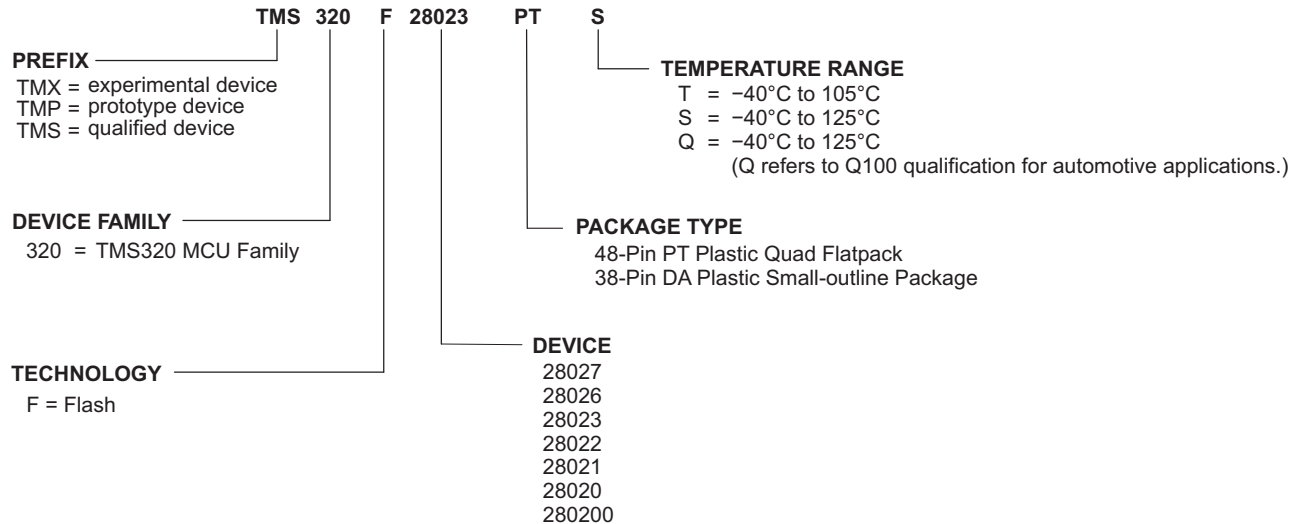 TMS 320 F 28023 PT S
PREFIX
TMX = experimental device
TMP = prototype device
TMS = qualified device
TEMPERATURE RANGE
T = −40°C to 105°C
S = −40°C to 125°C
Q = −40°C to 125°C
(Q refers to Q100 qualification for automotive applications.)
DEVICE FAMILY
320 = TMS320 MCU Family
PACKAGE TYPE
48-Pin PT Plastic Quad Flatpack
38-Pin DA Plastic Small-outline Package
TECHNOLOGY
F = Flash
DEVICE
28027
28026
28023
28022
28021
28020
280200